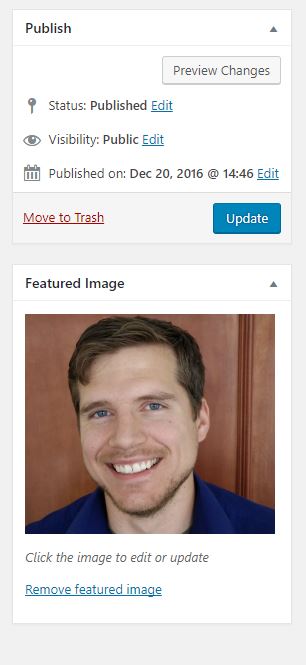 Publish
Preview Changes
Status: Published Edit
Visibility: Public Edit
Published on: Dec 20, 2016 @ 14:46 Edit
Move to Trash
Update
Featured Image
Click the image to edit or update
Remove featured image